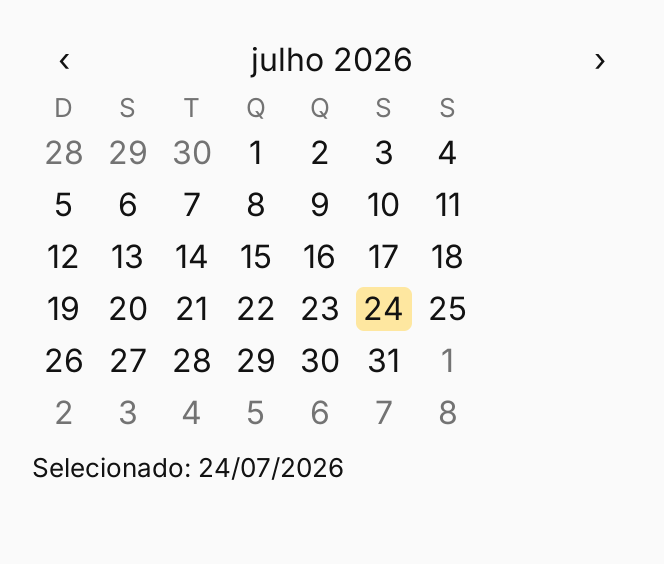 ‹ julho 2026 ›
D S T Q Q S S
28 29 30 1 2 3 4
5 6 7 8 9 10 11
12 13 14 15 16 17 18
19 20 21 22 23 24 25
26 27 28 29 30 31 1
2 3 4 5 6 7 8
Selecionado: 24/07/2026